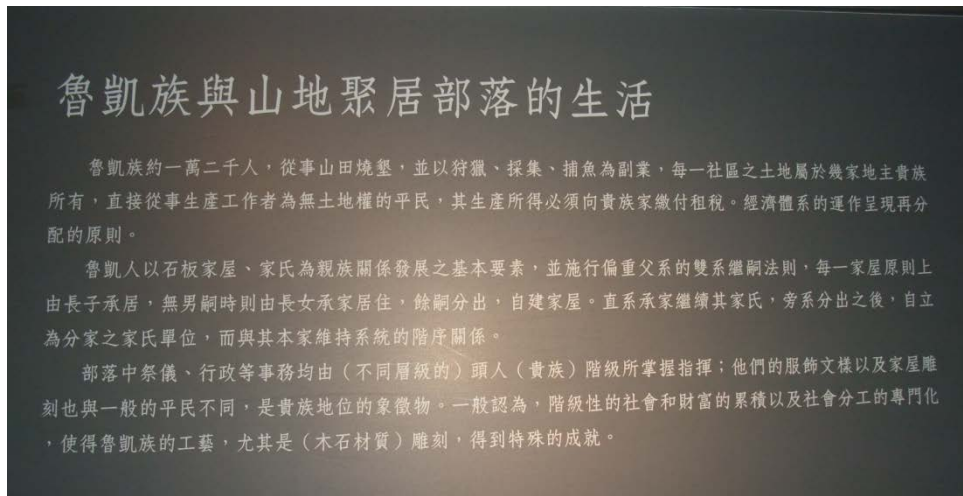 魯凱族與山地聚居部落的生活
魯凱族約一萬二千人，從事山田燒墾，並以狩獵、採集、捕魚為副業，每一社區之土地屬於幾家地主貴族
所有，直接從事生產工作者為無土地權的平民，其生產所得必須向貴族家繳付租稅。經濟體系的運作呈現再分
配的原則。
魯凱人以石板家屋、家氏為親族關係發展之基本要素，並施行偏重父系的雙系繼嗣法則，每一家屋原則上
由長子承居，無男嗣時則由長女承家居住，餘嗣分出，自建家屋。直系承家繼續其家氏，旁系分出之後，自立
為分家之家氏單位，而與其本家維持系統的階序關係。
部落中祭儀、行政等事務均由（不同層級的）頭人（貴族）階級所掌握指揮；他們的服飾文樣以及家屋雕
刻也與一般的平民不同，是貴族地位的象徵物。一般認為，階級性的社會和財富的累積以及社會分工的專門化
，使得魯凱族的工藝，尤其是（木石材質）雕刻，得到特殊的成就。